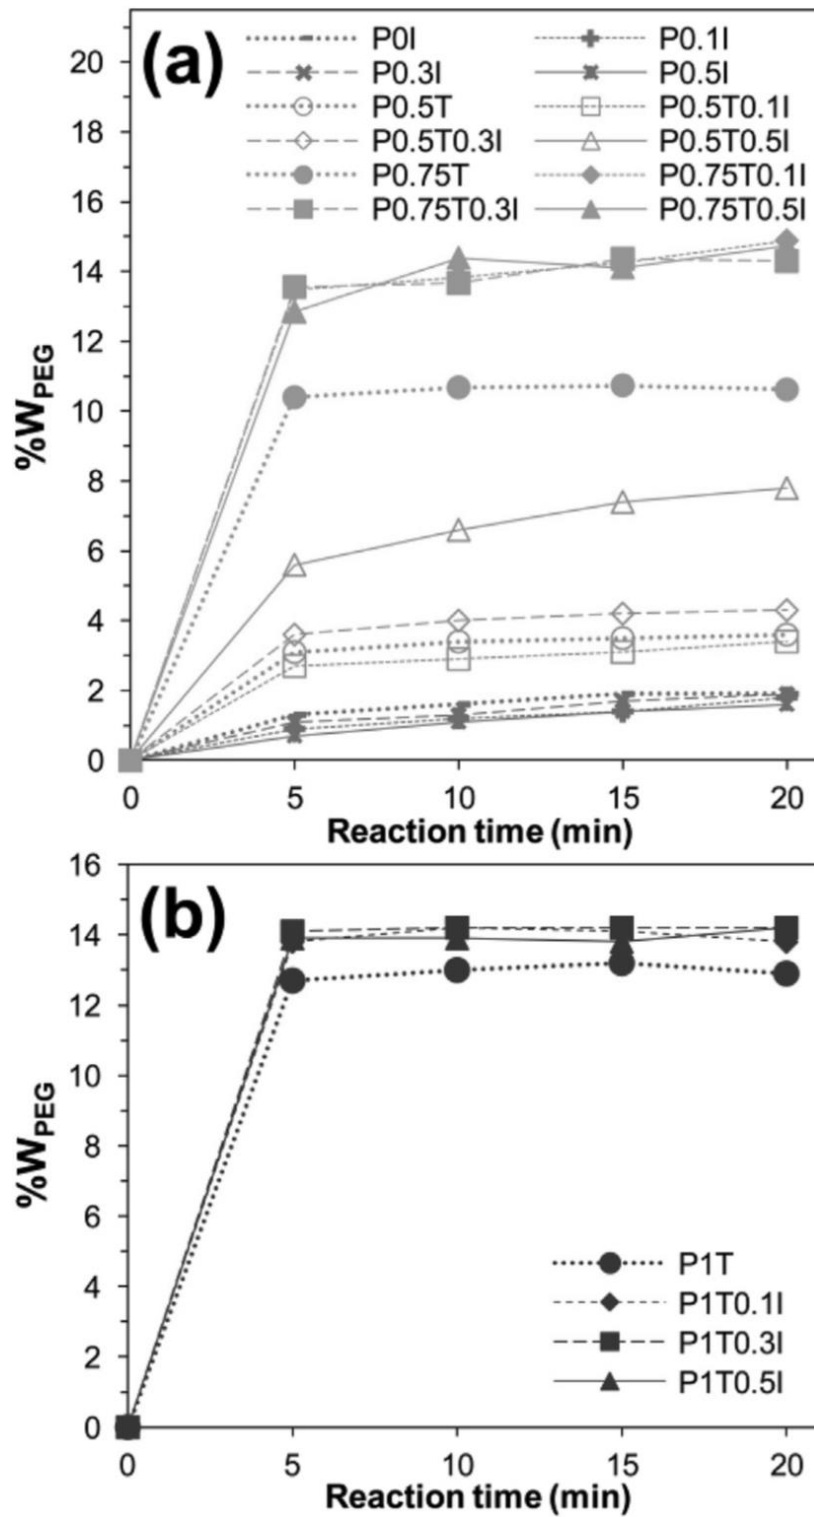 (a)
P0I P0.1I
P0.3I P0.5I
P0.5T P0.5T0.1I
P0.5T0.3I P0.5T0.5I
P0.75T P0.75T0.1I
P0.75T0.3I P0.75T0.5I
20
18
16
14
12
10
8
6
4
2
0
%WPEG
0 5 10 15 20
Reaction time (min)
(b)
16
14
12
10
8
6
4
2
0
%WPEG
P1T
P1T0.1I
P1T0.3I
P1T0.5I
0 5 10 15 20
Reaction time (min)